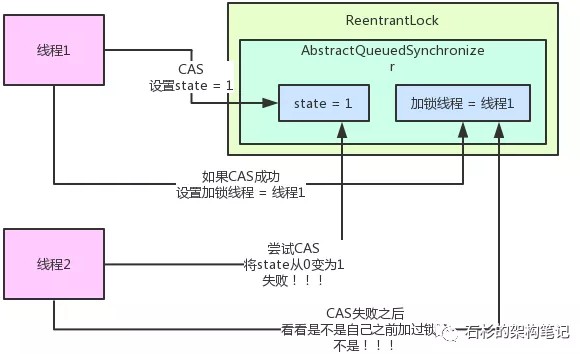 ReentrantLock
AbstractQueuedSynchronize
r
线程1
CAS
设置state = 1
state = 1
加锁线程 = 线程1
如果CAS成功
设置加锁线程 = 线程1
线程2
尝试CAS
将state从0变为1
失败！！！
CAS失败之后
看看是不是自己之前加过锁
不是！！！
石杉的架构笔记